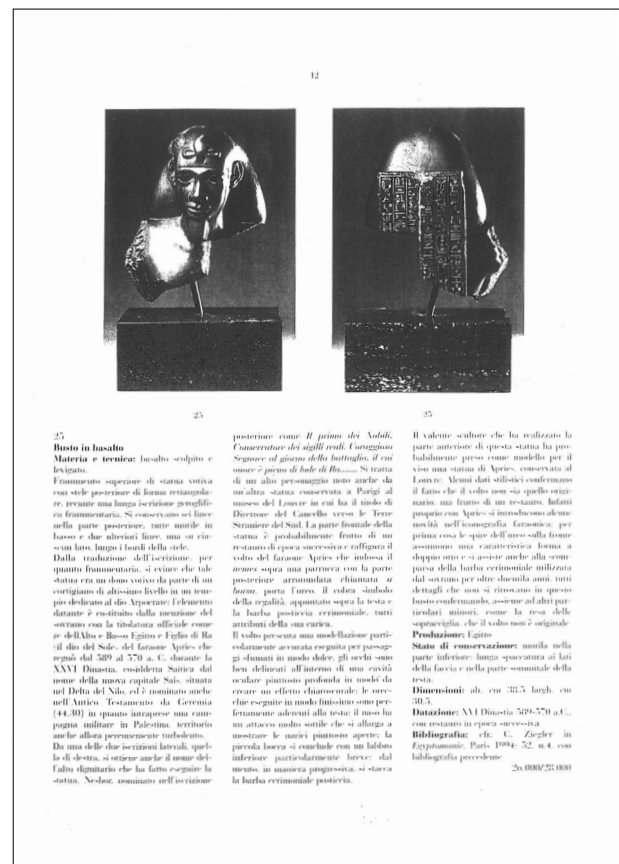 12
25
25
25
Busto in basalto
Materia e tecnica: basalto scolpito e
levigato.
Frammento superiore di statua votiva
con stele posteriore di forma rettangola-
re, recante una lunga iscrizione geroglifi-
ca frammentaria. Si conservano sei linee
nella parte posteriore, tutte mutile in
basso e due ulteriori linee, una su cia-
scun lato, lungo i bordi della stele.
Dalla traduzione dell'iscrizione, per
quanto frammentaria, si evince che tale
statua era un dono votivo da parte di un
cortigiano di altissimo livello in un tem-
pio dedicato al dio Arpocrate; l'elemento
datante è costituito dalla menzione del
sovrano con la titolatura ufficiale come
re dell'Alto e Basso Egitto e Figlio di Ra
(il dio del Sole), del faraone Apries che
regnò dal 589 al 570 a. C. durante la
XXVI Dinastia, cosiddetta Saitica dal
nome della nuova capitale Sais, situata
nel Delta del Nilo, ed è nominato anche
nell'Antico Testamento da Geremia
(44,30) in quanto intraprese una cam-
pagna militare in Palestina, territorio
anche allora perennemente turbolento.
Da una delle due iscrizioni laterali, quel-
la di destra, si ottiene anche il nome del-
l'alto dignitario che ha fatto eseguire la
statua, Neshor, nominato nell'iscrizione
posteriore come Il primo dei Nobili,
Conservatore dei sigilli reali, Coraggioso
Segnore al giorno della battaglia, il cui
onore è pieno di lode di Ra....... Si tratta
di un alto personaggio noto anche da
un'altra statua conservata a Parigi al
museo del Louvre in cui ha il titolo di
Direttore del Cancello verso le Terre
Straniere del Sud. La parte frontale della
statua è probabilmente frutto di un
restauro di epoca successiva e raffigura il
volto del faraone Apries che indossa il
nemes sopra una parrucca con la parte
posteriore arrotondata chiamata a
borsa, porta l'ureo, il cobra simbolo
della regalità, appuntato sopra la testa e
la barba posticcia cerimoniale, tutti
attributi della sua carica.
Il volto presenta una modellazione parti-
colarmente accurata eseguita per passag-
gi sfumati in modo dolce, gli occhi sono
ben delineati all'interno di una cavità
oculare piuttosto profonda in modo da
creare un effetto chiaroscurale; le orec-
chie eseguite in modo finissimo sono per-
fettamente aderenti alla testa; il naso ha
un attacco molto sottile che si allarga a
mostrare le narici piuttosto aperte; la
piccola bocca si conclude con un labbro
inferiore particolarmente breve; dal
mento, in maniera progressiva, si stacca
la barba cerimoniale posticcia.
Il valente scultore che ha realizzato la
parte anteriore di questa statua ha pro-
babilmente preso come modello per il
viso una statua di Apries, conservata al
Louvre. Alcuni dati stilistici confermano
il fatto che il volto non sia quello origi-
nario, ma frutto di un restauro. Infatti
proprio con Apries si introducono alcune
novità nell'iconografia faraonica: per
prima cosa le spire dell'ureo sulla fronte
assumono una caratteristica forma a
doppio otto e si assiste anche alla scom-
parsa della barba cerimoniale utilizzata
dal sovrano per oltre duemila anni, tutti
dettagli che non si ritrovano in questo
busto confermando, assieme ad altri par-
ticolari minori, come la resa delle
sopracciglia, che il volto non è originale.
Produzione: Egitto
Stato di conservazione: mutila nella
parte inferiore; lunga spaccatura ai lati
della faccia e nella parte sommitale della
testa.
Dimensioni: alt. cm 38,5 largh. cm
30,5.
Datazione: XVI Dinastia 589-570 a.C.,
con restauro in epoca successiva
Bibliografia: cfr. C. Ziegler in
Egyptomanie, Paris 1994: 52, n.4, con
bibliografia precedente
20.000/28.000